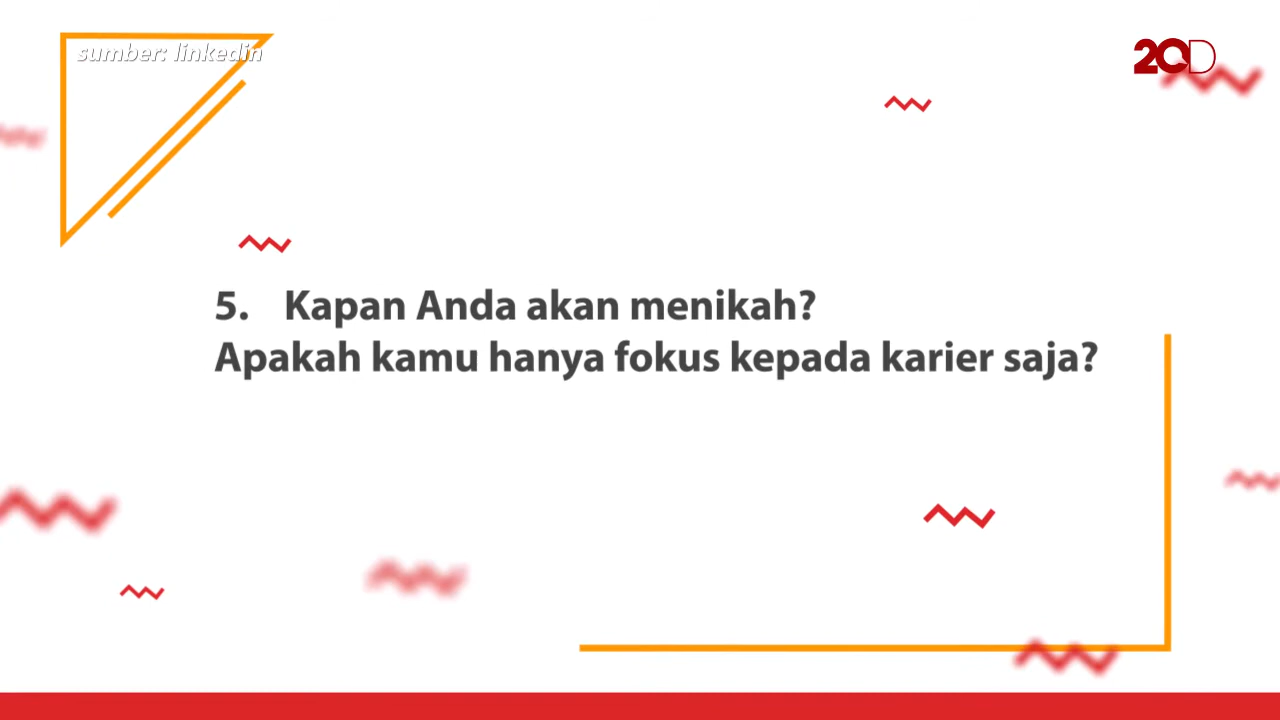 sumber: linkedin
20D
5. Kapan Anda akan menikah?
Apakah kamu hanya fokus kepada karier saja?